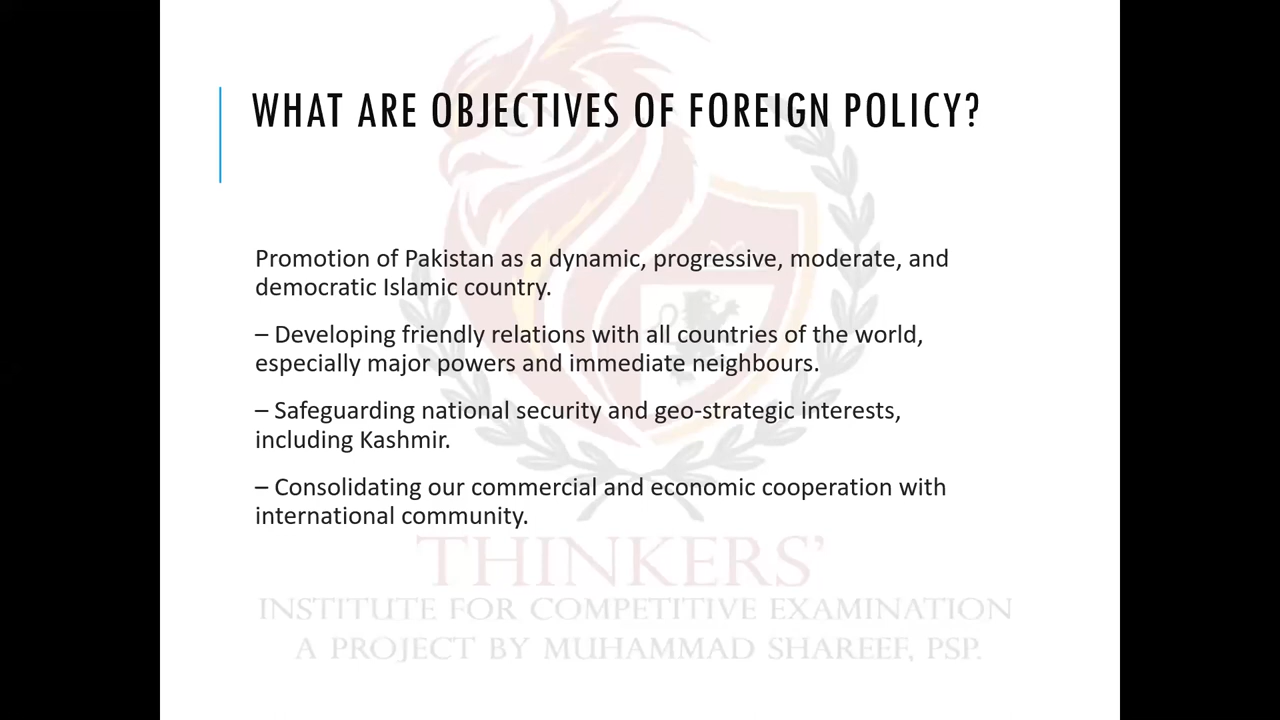 WHAT ARE OBJECTIVES OF FOREIGN POLICY?
Promotion of Pakistan as a dynamic, progressive, moderate, and
democratic Islamic country.
– Developing friendly relations with all countries of the world,
especially major powers and immediate neighbours.
– Safeguarding national security and geo-strategic interests,
including Kashmir.
– Consolidating our commercial and economic cooperation with
international community.
THINKERS’
INSTITUTE FOR COMPETITIVE EXAMINATION
A PROJECT BY MUHAMMAD SHAREEF, PSP.